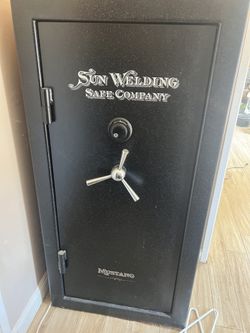 SUN WELDING
SAFE COMPANY
MUSTANG